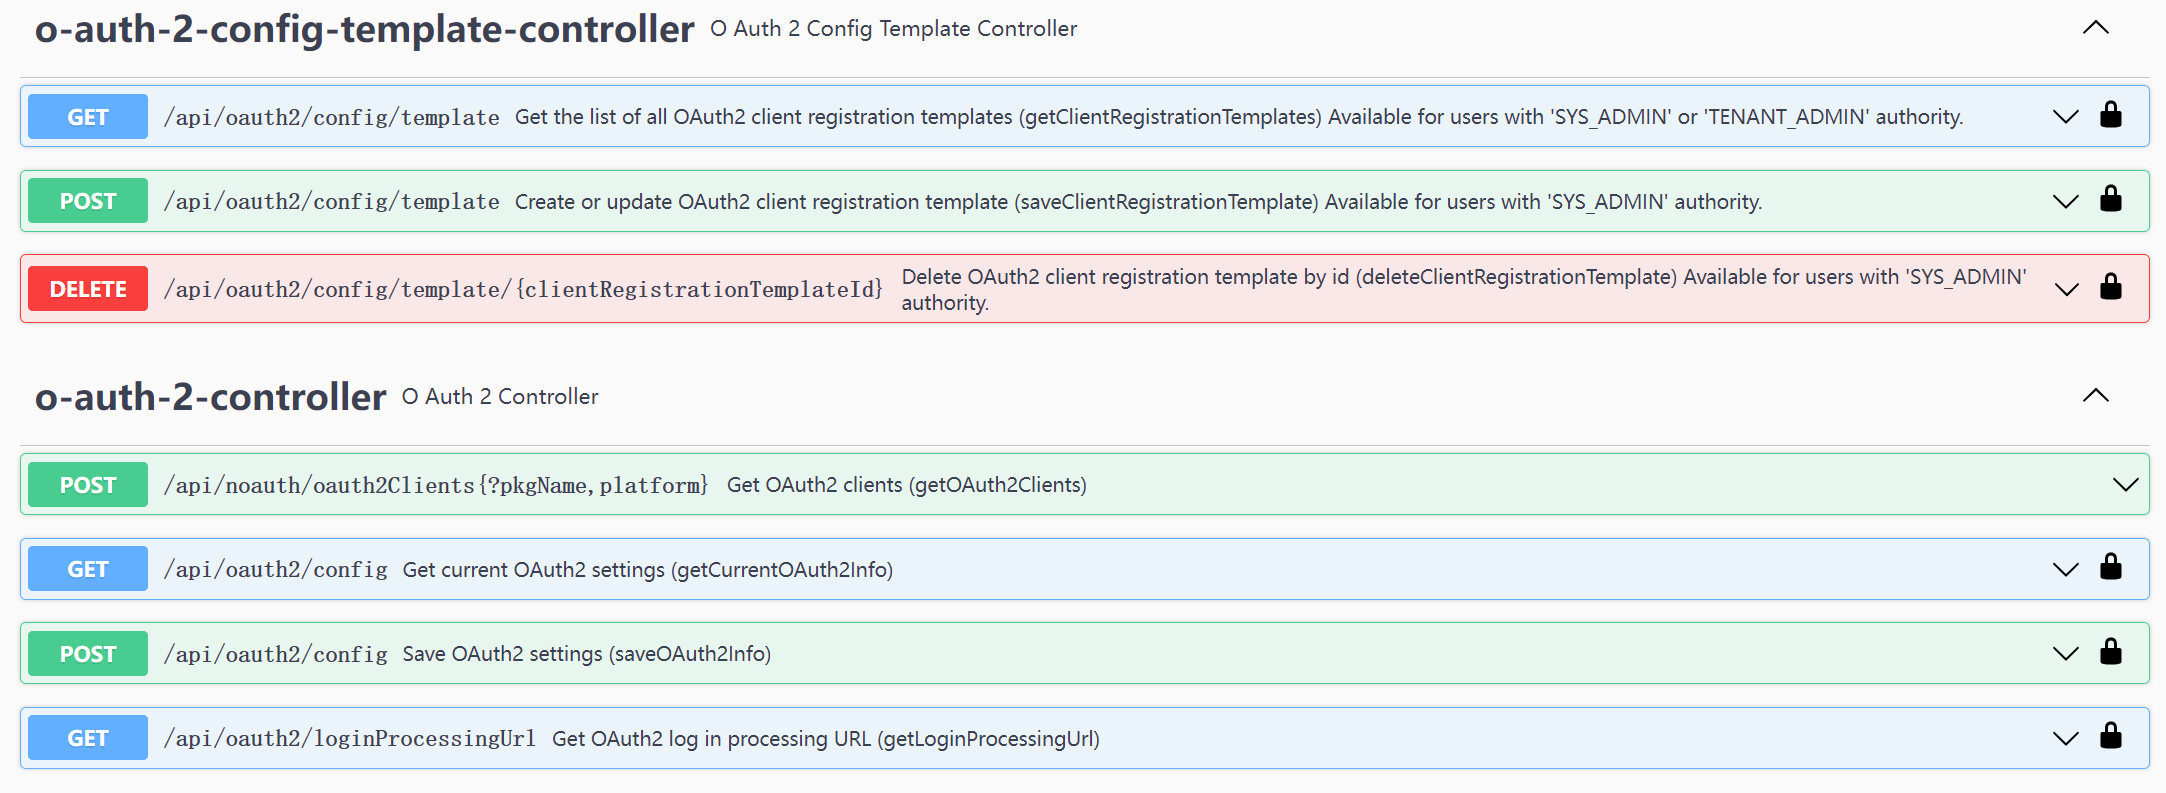 o-auth-2-config-template-controller O Auth 2 Config Template Controller
GET /api/oauth2/config/template Get the list of all OAuth2 client registration templates (getClientRegistrationTemplates) Available for users with 'SYS_ADMIN' or 'TENANT_ADMIN' authority.
POST /api/oauth2/config/template Create or update OAuth2 client registration template (saveClientRegistrationTemplate) Available for users with 'SYS_ADMIN' authority.
DELETE /api/oauth2/config/template/{clientRegistrationTemplateId} Delete OAuth2 client registration template by id (deleteClientRegistrationTemplate) Available for users with 'SYS_ADMIN'
authority.
o-auth-2-controller O Auth 2 Controller
POST /api/noauth/oauth2Clients{?pkgName,platform} Get OAuth2 clients (getOAuth2Clients)
GET /api/oauth2/config Get current OAuth2 settings (getCurrentOAuth2Info)
POST /api/oauth2/config Save OAuth2 settings (saveOAuth2Info)
GET /api/oauth2/loginProcessingUrl Get OAuth2 log in processing URL (getLoginProcessingUrl)